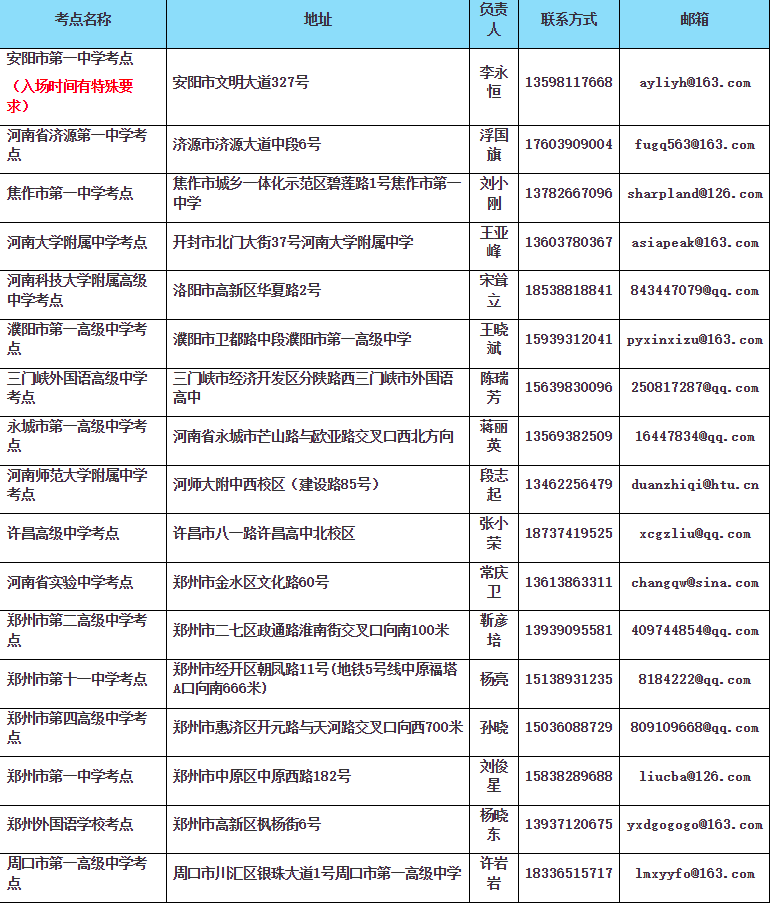 考点名称 地址 负责
人 联系方式 邮箱
安阳市第一中学考点
（入场时间有特殊要
求） 安阳市文明大道327号 李永
恒 13598117668 ayliyh@163.com
河南省济源第一中学考
点 济源市济源大道中段6号 浮国
旗 17603909004 fugq563@163.com
焦作市第一中学考点 焦作市城乡一体化示范区碧莲路1号焦作市第一
中学 刘小
刚 13782667096 sharpland@126.com
河南大学附属中学考点 开封市北门大街37号河南大学附属中学 王亚
峰 13603780367 asiapeak@163.com
河南科技大学附属高级
中学考点 洛阳市高新区华夏路2号 宋耸
立 18538818841 843447079@qq.com
濮阳市第一高级中学考
点 濮阳市卫都路中段濮阳市第一高级中学 王晓
斌 15939312041 pyxinxizu@163.com
三门峡外国语高级中学
考点 三门峡市经济开发区分陕路西三门峡市外国语
高中 陈瑞
芳 15639830096 250817287@qq.com
永城市第一高级中学考
点 河南省永城市芒山路与欧亚路交叉口西北方向 蒋丽
英 13569382509 16447834@qq.com
河南师范大学附属中学
考点 河师大附中西校区（建设路85号） 段志
起 13462256479 duanzhiqi@htu.cn
许昌高级中学考点 许昌市八一路许昌高中北校区 张小
荣 18737419525 xcgzliu@qq.com
河南省实验中学考点 郑州市金水区文化路60号 常庆
卫 13613863311 changqw@sina.com
郑州市第二高级中学考
点 郑州市二七区政通路淮南街交叉口向南100米 靳彦
培 13939095581 409744854@qq.com
郑州市第十一中学考点 郑州市经开区朝凤路11号(地铁5号线中原福塔
A口向南666米) 杨亮 15138931235 8184222@qq.com
郑州市第四高级中学考
点 郑州市惠济区开元路与天河路交叉口向西700米 孙晓 15036088729 809109668@qq.com
郑州市第一中学考点 郑州市中原区中原西路182号 刘俊
星 15838289688 liucba@126.com
郑州外国语学校考点 郑州市高新区枫杨街6号 杨晓
东 13937120675 yxdgogogo@163.com
周口市第一高级中学考
点 周口市川汇区银珠大道1号周口市第一高级中学 许岩
岩 18336515717 lmxyyfo@163.com